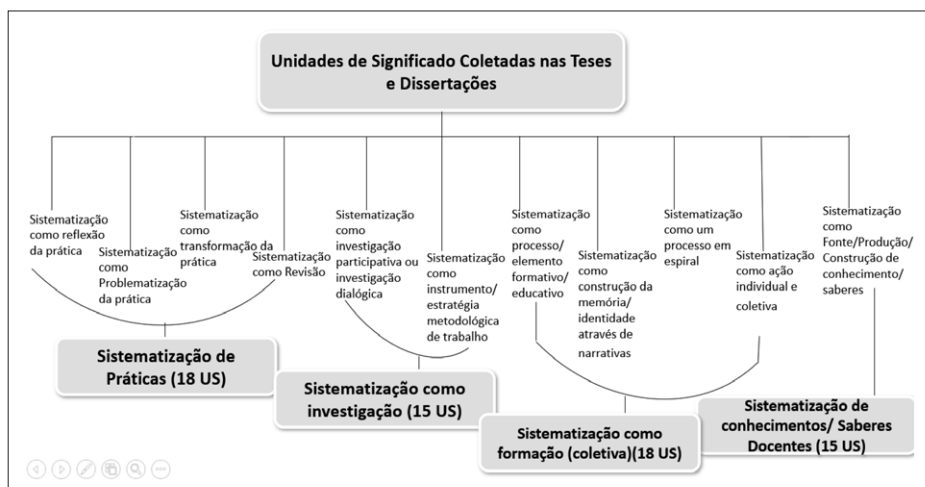 Unidades de Significado Coletadas nas Teses
e Dissertações
Sistematização
como reflexão
da prática
Sistematização
como
Problematização
da prática
Sistematização
como
transformação da
prática
Sistematização
como Revisão
Sistematização
como
investigação
participativa ou
investigação
dialógica
Sistematização
como
instrumento/
estratégia
metodológica
de trabalho
Sistematização
como
processo/
elemento
formativo/
educativo
Sistematização
como
construção da
memória/
identidade
através de
narrativas
Sistematização
como um
processo em
espiral
Sistematização
como ação
individual e
coletiva
Sistematização
como
Fonte/Produção/
Construção de
conhecimento/
saberes
Sistematização de
Práticas (18 US)
Sistematização como
investigação (15 US)
Sistematização como
formação (coletiva)(18 US)
Sistematização de
conhecimentos/ Saberes
Docentes (15 US)